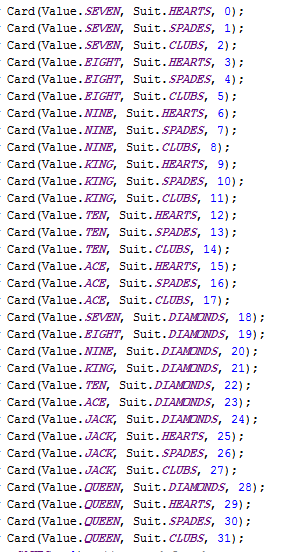 Card(Value.SEVEN, Suit.HEARTS, 0);
Card(Value.SEVEN, Suit.SPADES, 1);
Card(Value.SEVEN, Suit.CLUBS, 2);
Card(Value.EIGHT, Suit.HEARTS, 3);
Card(Value.EIGHT, Suit.SPADES, 4);
Card(Value.EIGHT, Suit.CLUBS, 5);
Card(Value.NINE, Suit.HEARTS, 6);
Card(Value.NINE, Suit.SPADES, 7);
Card(Value.NINE, Suit.CLUBS, 8);
Card(Value.KING, Suit.HEARTS, 9);
Card(Value.KING, Suit.SPADES, 10);
Card(Value.KING, Suit.CLUBS, 11);
Card(Value.TEN, Suit.HEARTS, 12);
Card(Value.TEN, Suit.SPADES, 13);
Card(Value.TEN, Suit.CLUBS, 14);
Card(Value.ACE, Suit.HEARTS, 15);
Card(Value.ACE, Suit.SPADES, 16);
Card(Value.ACE, Suit.CLUBS, 17);
Card(Value.SEVEN, Suit.DIAMONDS, 18);
Card(Value.EIGHT, Suit.DIAMONDS, 19);
Card(Value.NINE, Suit.DIAMONDS, 20);
Card(Value.KING, Suit.DIAMONDS, 21);
Card(Value.TEN, Suit.DIAMONDS, 22);
Card(Value.ACE, Suit.DIAMONDS, 23);
Card(Value.JACK, Suit.DIAMONDS, 24);
Card(Value.JACK, Suit.HEARTS, 25);
Card(Value.JACK, Suit.SPADES, 26);
Card(Value.JACK, Suit.CLUBS, 27);
Card(Value.QUEEN, Suit.DIAMONDS, 28);
Card(Value.QUEEN, Suit.HEARTS, 29);
Card(Value.QUEEN, Suit.SPADES, 30);
Card(Value.QUEEN, Suit.CLUBS, 31);